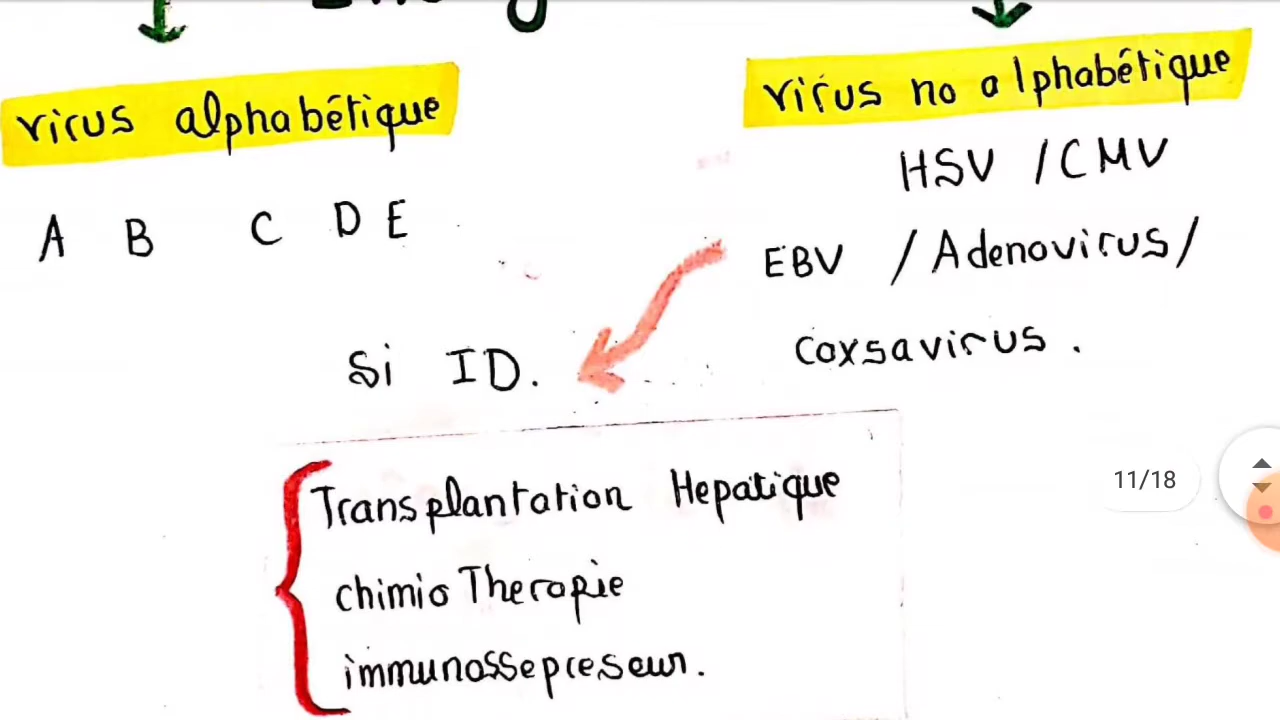 virus alphabétique
virus no alphabétique
A B C D E
HSV / CMV
EBV / Adenovirus /
Coxsavirus .
Si ID.
Transplantation Hepatique
chimio Therapie
immunossepreseur.
11/18